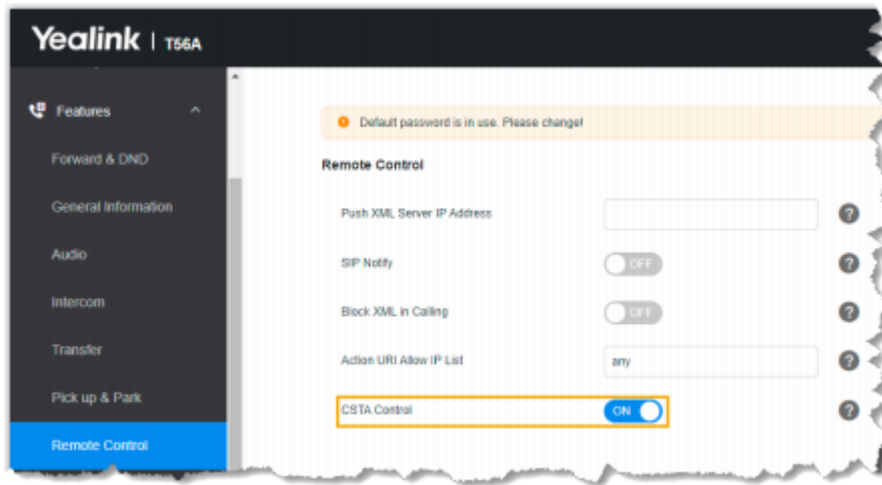 Yealink | T56A
Features
Forward & DND
General Information
Audio
Intercom
Transfer
Pick up & Park
Remote Control
Default password is in use. Please change!
Remote Control
Push XML Server IP Address
SIP Notify OFF
Block XML in Calling OFF
Action URI Allow IP List any
CSTA Control ON